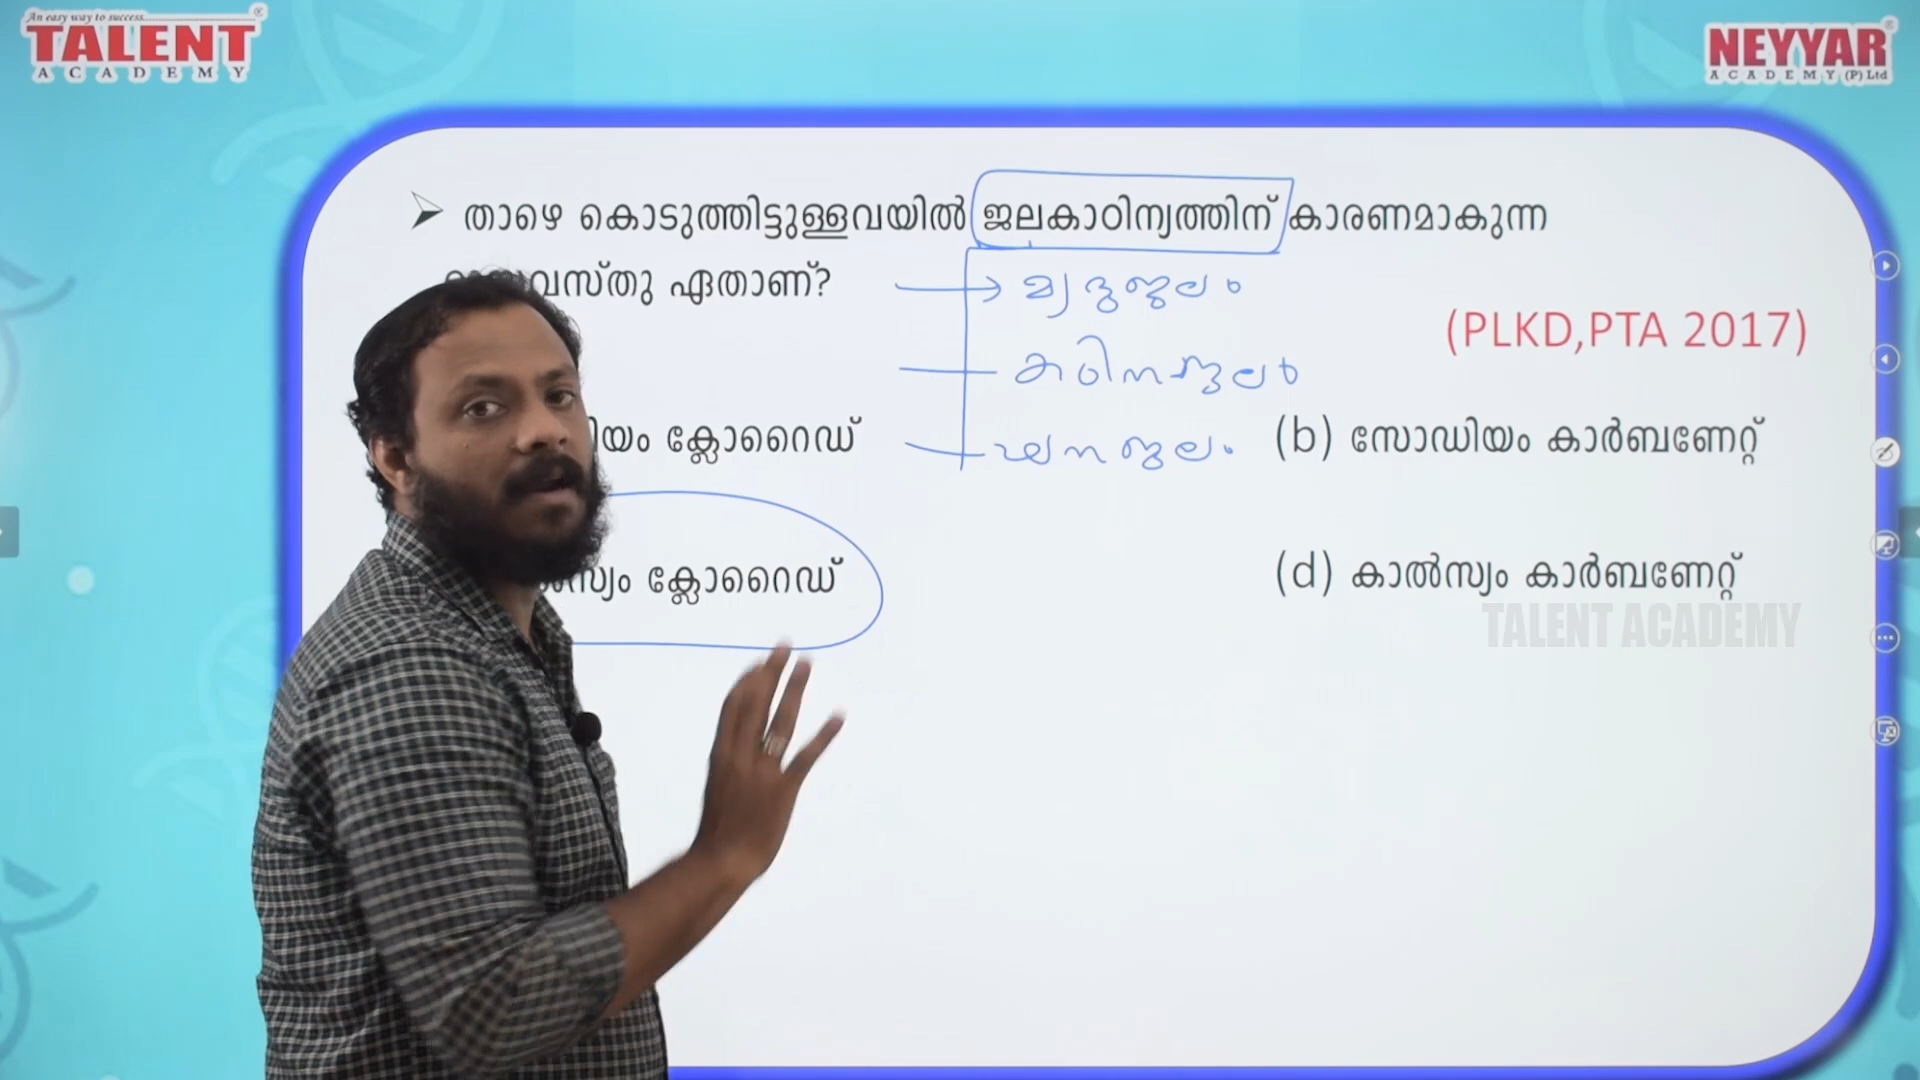 An easy way to success
TALENT
ACADEMY
NEYYAR
ACADEMY (P) Ltd
താഴെ കൊടുത്തിട്ടുള്ളവയിൽ ജലകാഠിന്യത്തിന് കാരണമാകുന്ന
ഏതാണ്?
മൃദുജലം
(PLKD,PTA 2017)
കഠിനജലം
ക്ലോറൈഡ്
ഘനജലം
(b) സോഡിയം കാർബണേറ്റ്
ക്ലോറൈഡ്
(d) കാൽസ്യം കാർബണേറ്റ്
TALENT ACADEMY